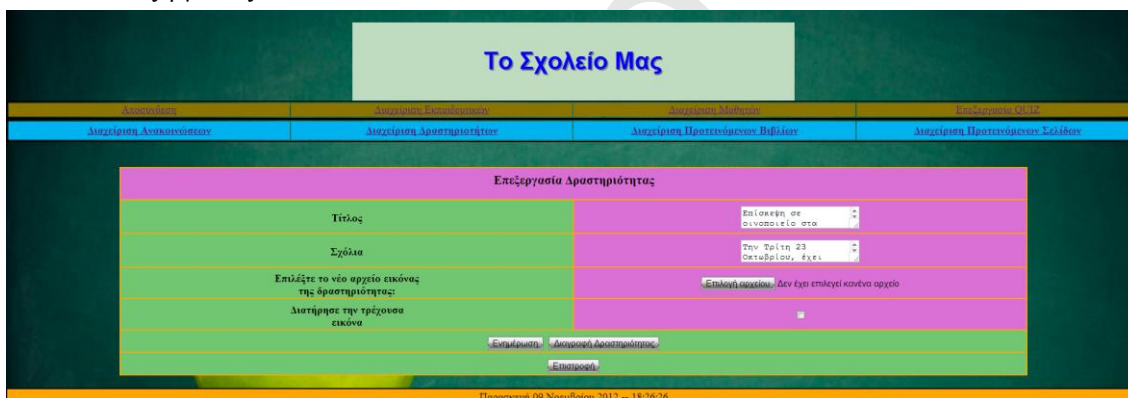 Το Σχολείο Μας
Αποσύνδεση Διαχείριση Εκπαιδευτικών Διαχείριση Μαθητών Επεξεργασία QUIZ
Διαχείριση Ανακοινώσεων Διαχείριση Δραστηριοτήτων Διαχείριση Προτεινόμενων Βιβλίων Διαχείριση Προτεινόμενων Σελίδων
Επεξεργασία Δραστηριότητας
Τίτλος
Επίσκεψη σε
οινοποιείο στα
Σχόλια
Την Τρίτη 23
Οκτωβρίου, έχει
Επιλέξτε το νέο αρχείο εικόνας
της δραστηριότητας:
Επιλογή αρχείου Δεν έχει επιλεγεί κανένα αρχείο
Διατήρησε την τρέχουσα
εικόνα
Ενημέρωση Διαγραφή Δραστηριότητας
Επιστροφή
Παρασκευή 09 Νοεμβρίου 2012 -- 18:26:26